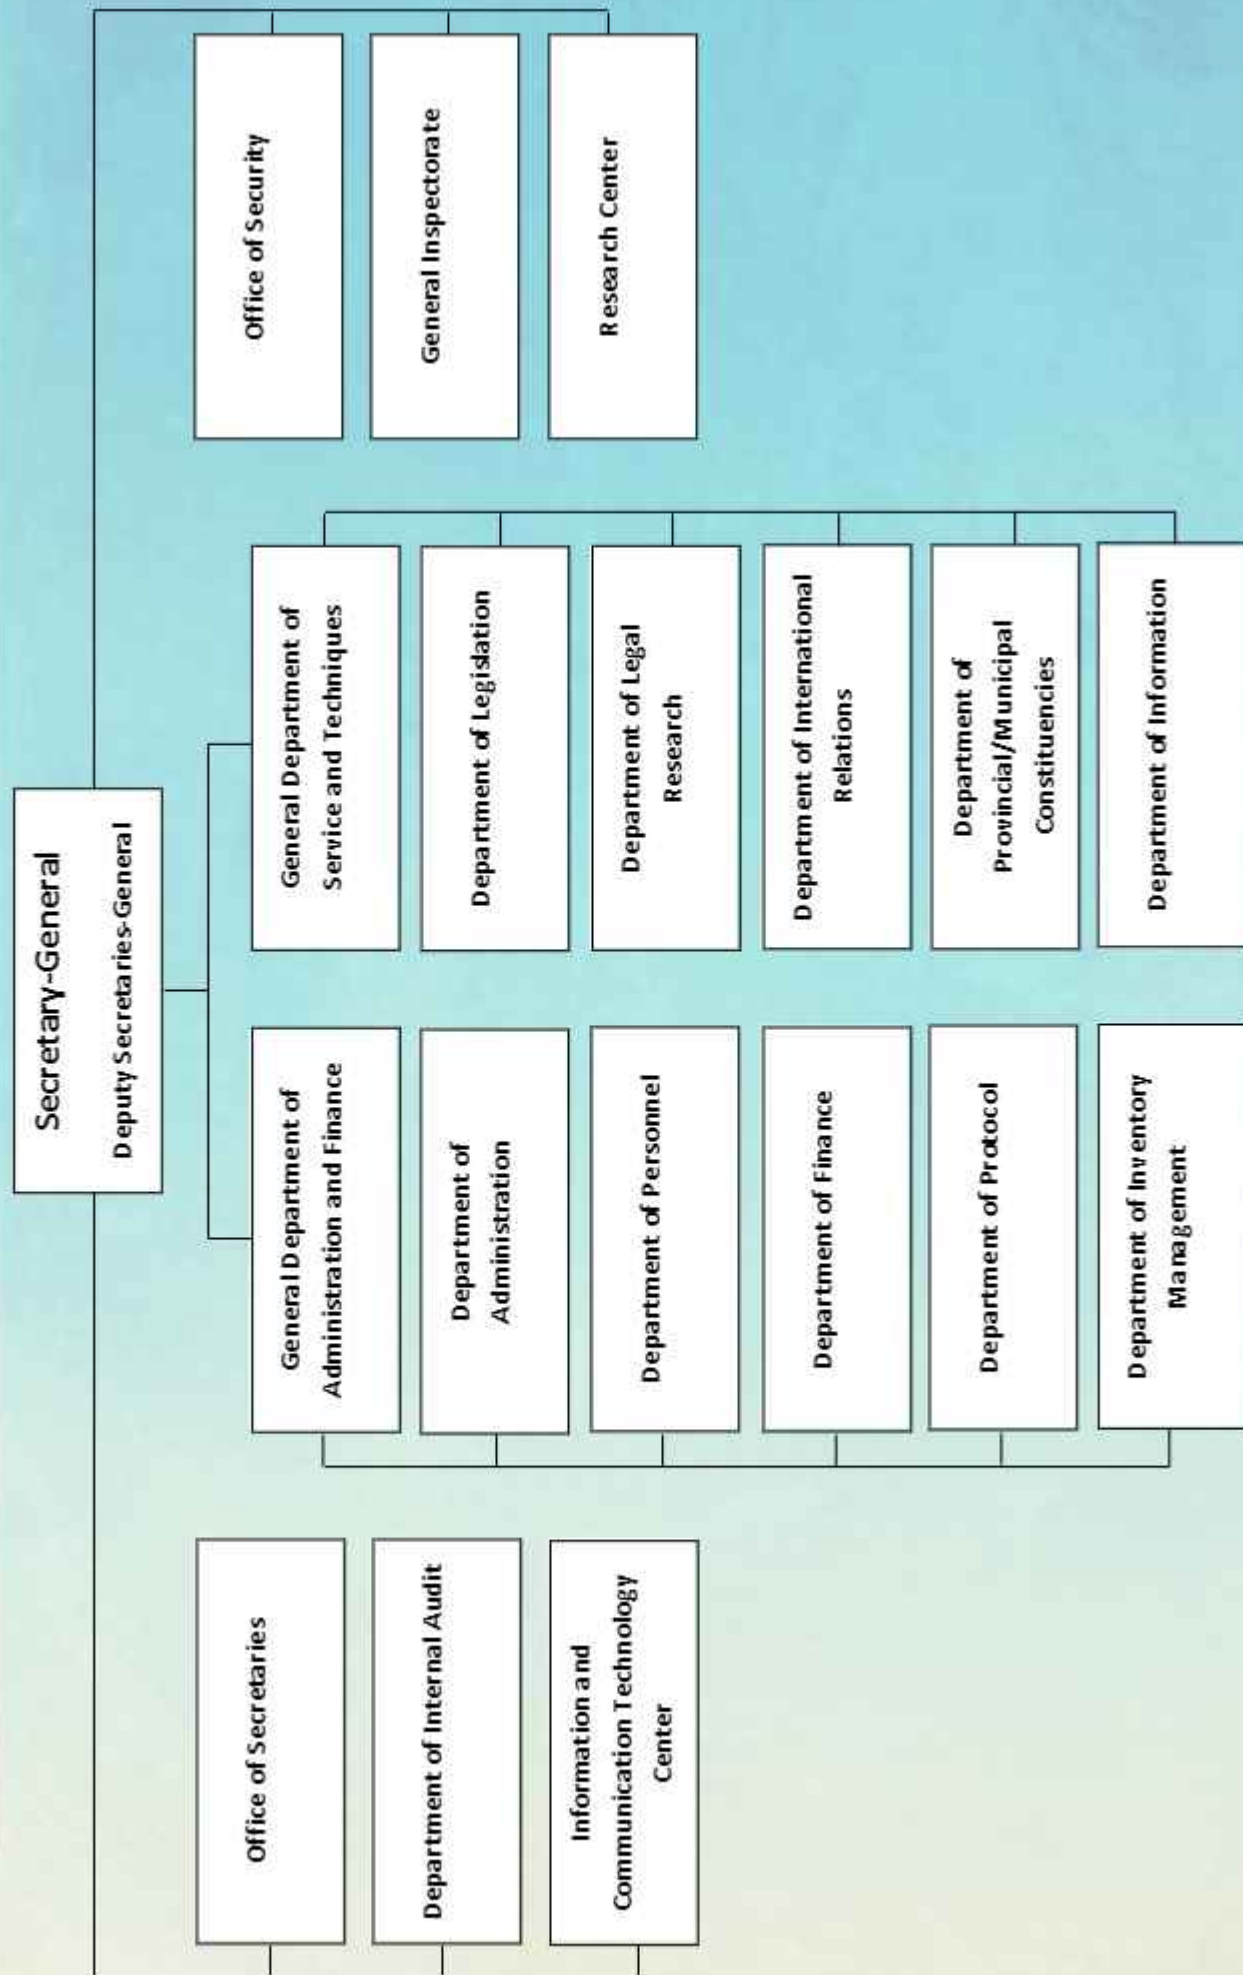 Secretary-General
Deputy Secretaries-General
Office of Secretaries
Department of Internal Audit
Information and
Communication Technology
Center
General Department of
Administration and Finance
Department of
Administration
Department of Personnel
Department of Finance
Department of Protocol
Department of Inventory
Management
General Department of
Service and Techniques
Department of Legislation
Department of Legal
Research
Department of International
Relations
Department of
Provincial/Municipal
Constituencies
Department of Information
Office of Security
General Inspectorate
Research Center